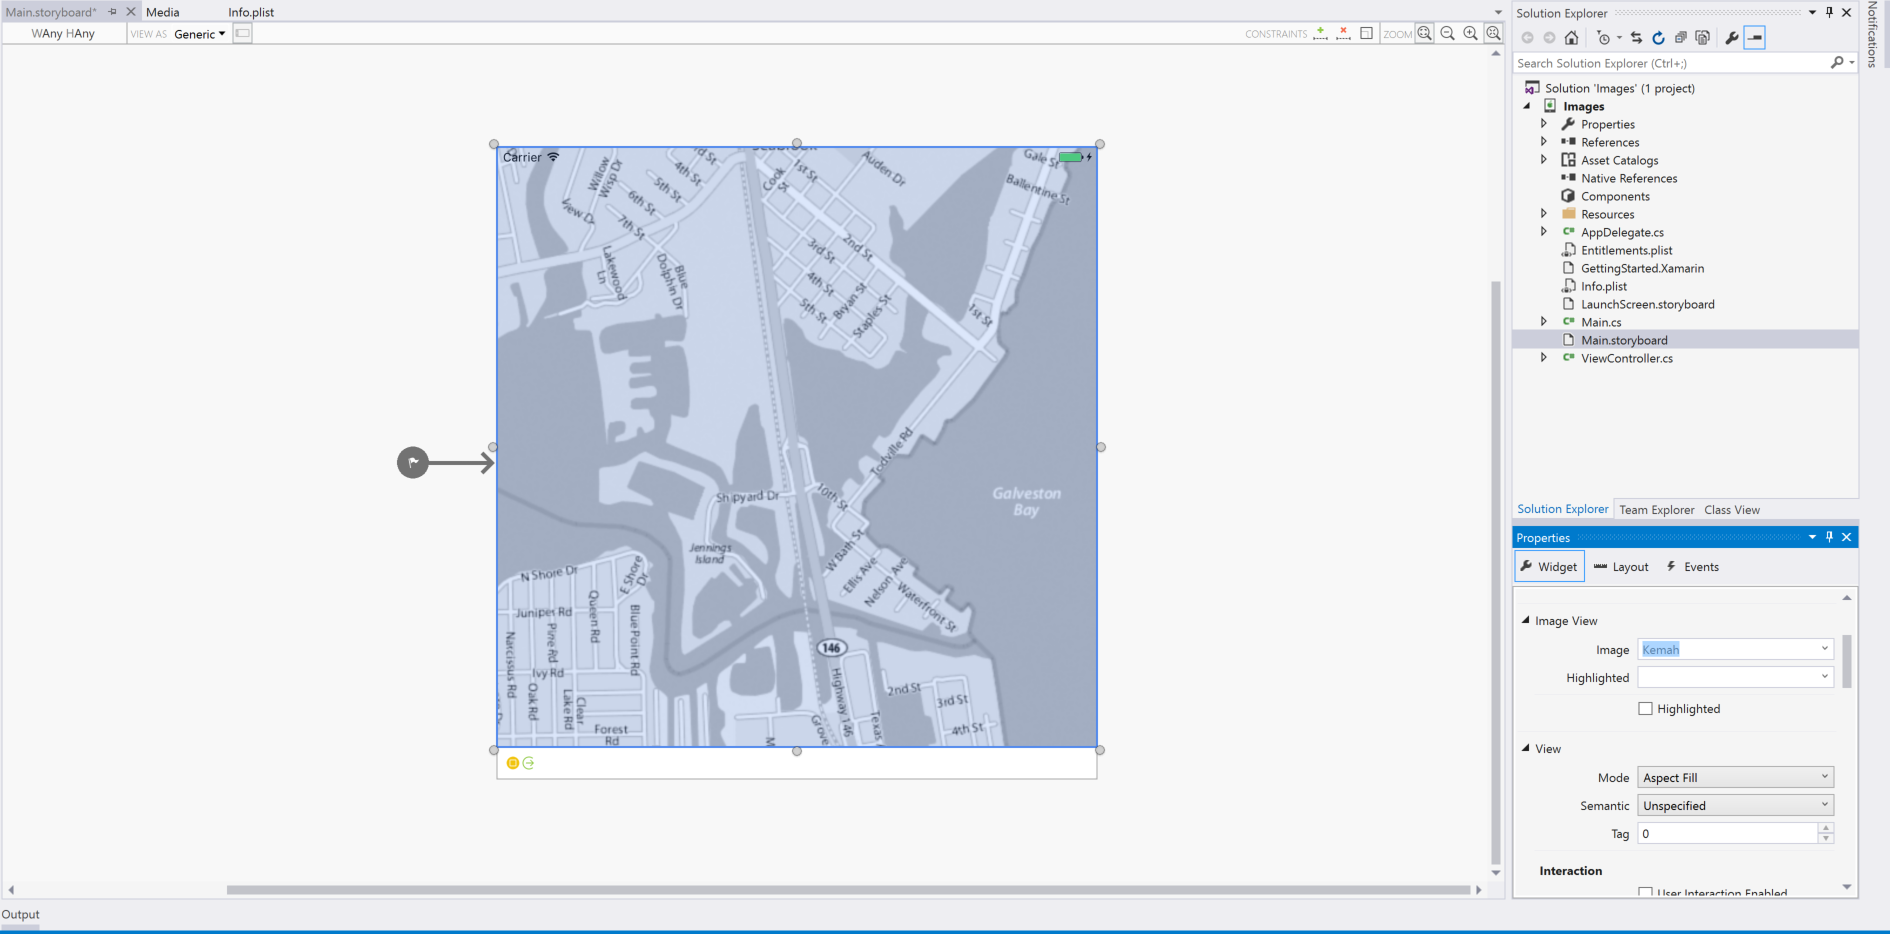 Main.storyboard*
Media
Info.plist
WAny HAny
VIEW AS Generic
CONSTRAINTS
ZOOM
Carrier
SEABROOK
Willow Wisp Dr
View Dr
4th St
5th St
6th St
7th St
Lakewood Ln
Blue Dolphin Dr
Cook St
1st St
Auden Dr
Gale St
Ballentine St
2nd St
3rd St
4th St
5th St
Bryan St
Staples St
1st St
Todville Rd
Galveston Bay
Shipyard Dr
10th St
Jennings Island
W Bath St
Ellis Ave
Nelson Ave
Waterfront St
N Shore Dr
E Shore Dr
Juniper Rd
Queen Rd
Pine Rd
Narcissus Rd
Blue Point Rd
Ivy Rd
Oak Rd
Lake Rd
Clear
Forest Rd
146
Highway 146
Grove
Texas
2nd St
3rd St
4th St
M
Solution Explorer
Search Solution Explorer (Ctrl+;)
Solution 'Images' (1 project)
Images
Properties
References
Asset Catalogs
Native References
Components
Resources
AppDelegate.cs
Entitlements.plist
GettingStarted.Xamarin
Info.plist
LaunchScreen.storyboard
Main.cs
Main.storyboard
ViewController.cs
Solution Explorer
Team Explorer
Class View
Properties
Widget
Layout
Events
Image View
Image Kemah
Highlighted
Highlighted
View
Mode Aspect Fill
Semantic Unspecified
Tag 0
Interaction
User Interaction Enabled
Notifications
Output